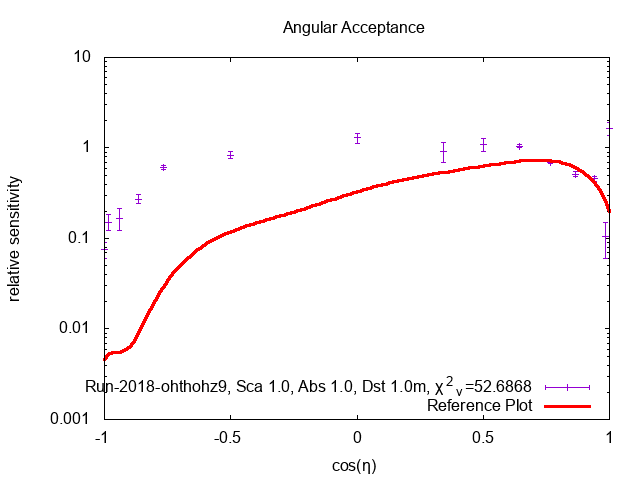 Angular Acceptance
10
1
0.1
0.01
0.001
relative sensitivity
Run-2018-ohthohz9, Sca 1.0, Abs 1.0, Dst 1.0m, χ²ᵥ=52.6868
Reference Plot
-1
-0.5
0
0.5
1
cos(η)